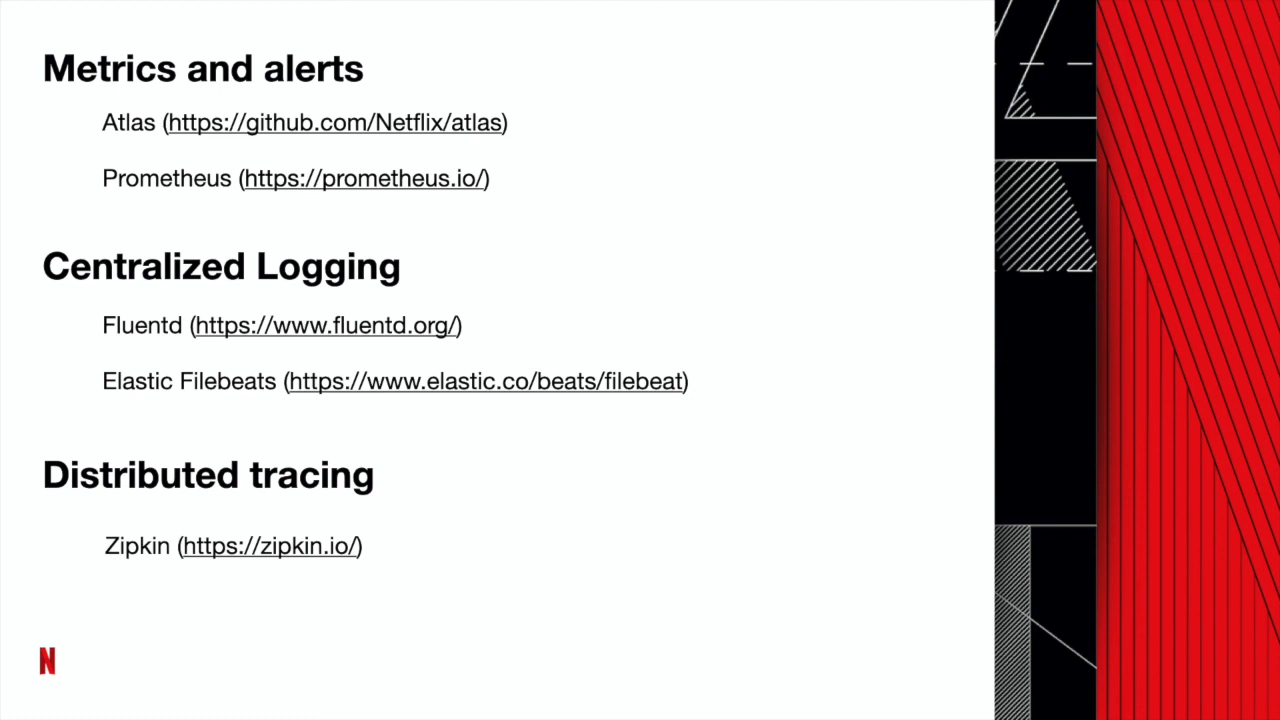 Metrics and alerts
Atlas (https://github.com/Netflix/atlas)
Prometheus (https://prometheus.io/)
Centralized Logging
Fluentd (https://www.fluentd.org/)
Elastic Filebeats (https://www.elastic.co/beats/filebeat)
Distributed tracing
Zipkin (https://zipkin.io/)
N